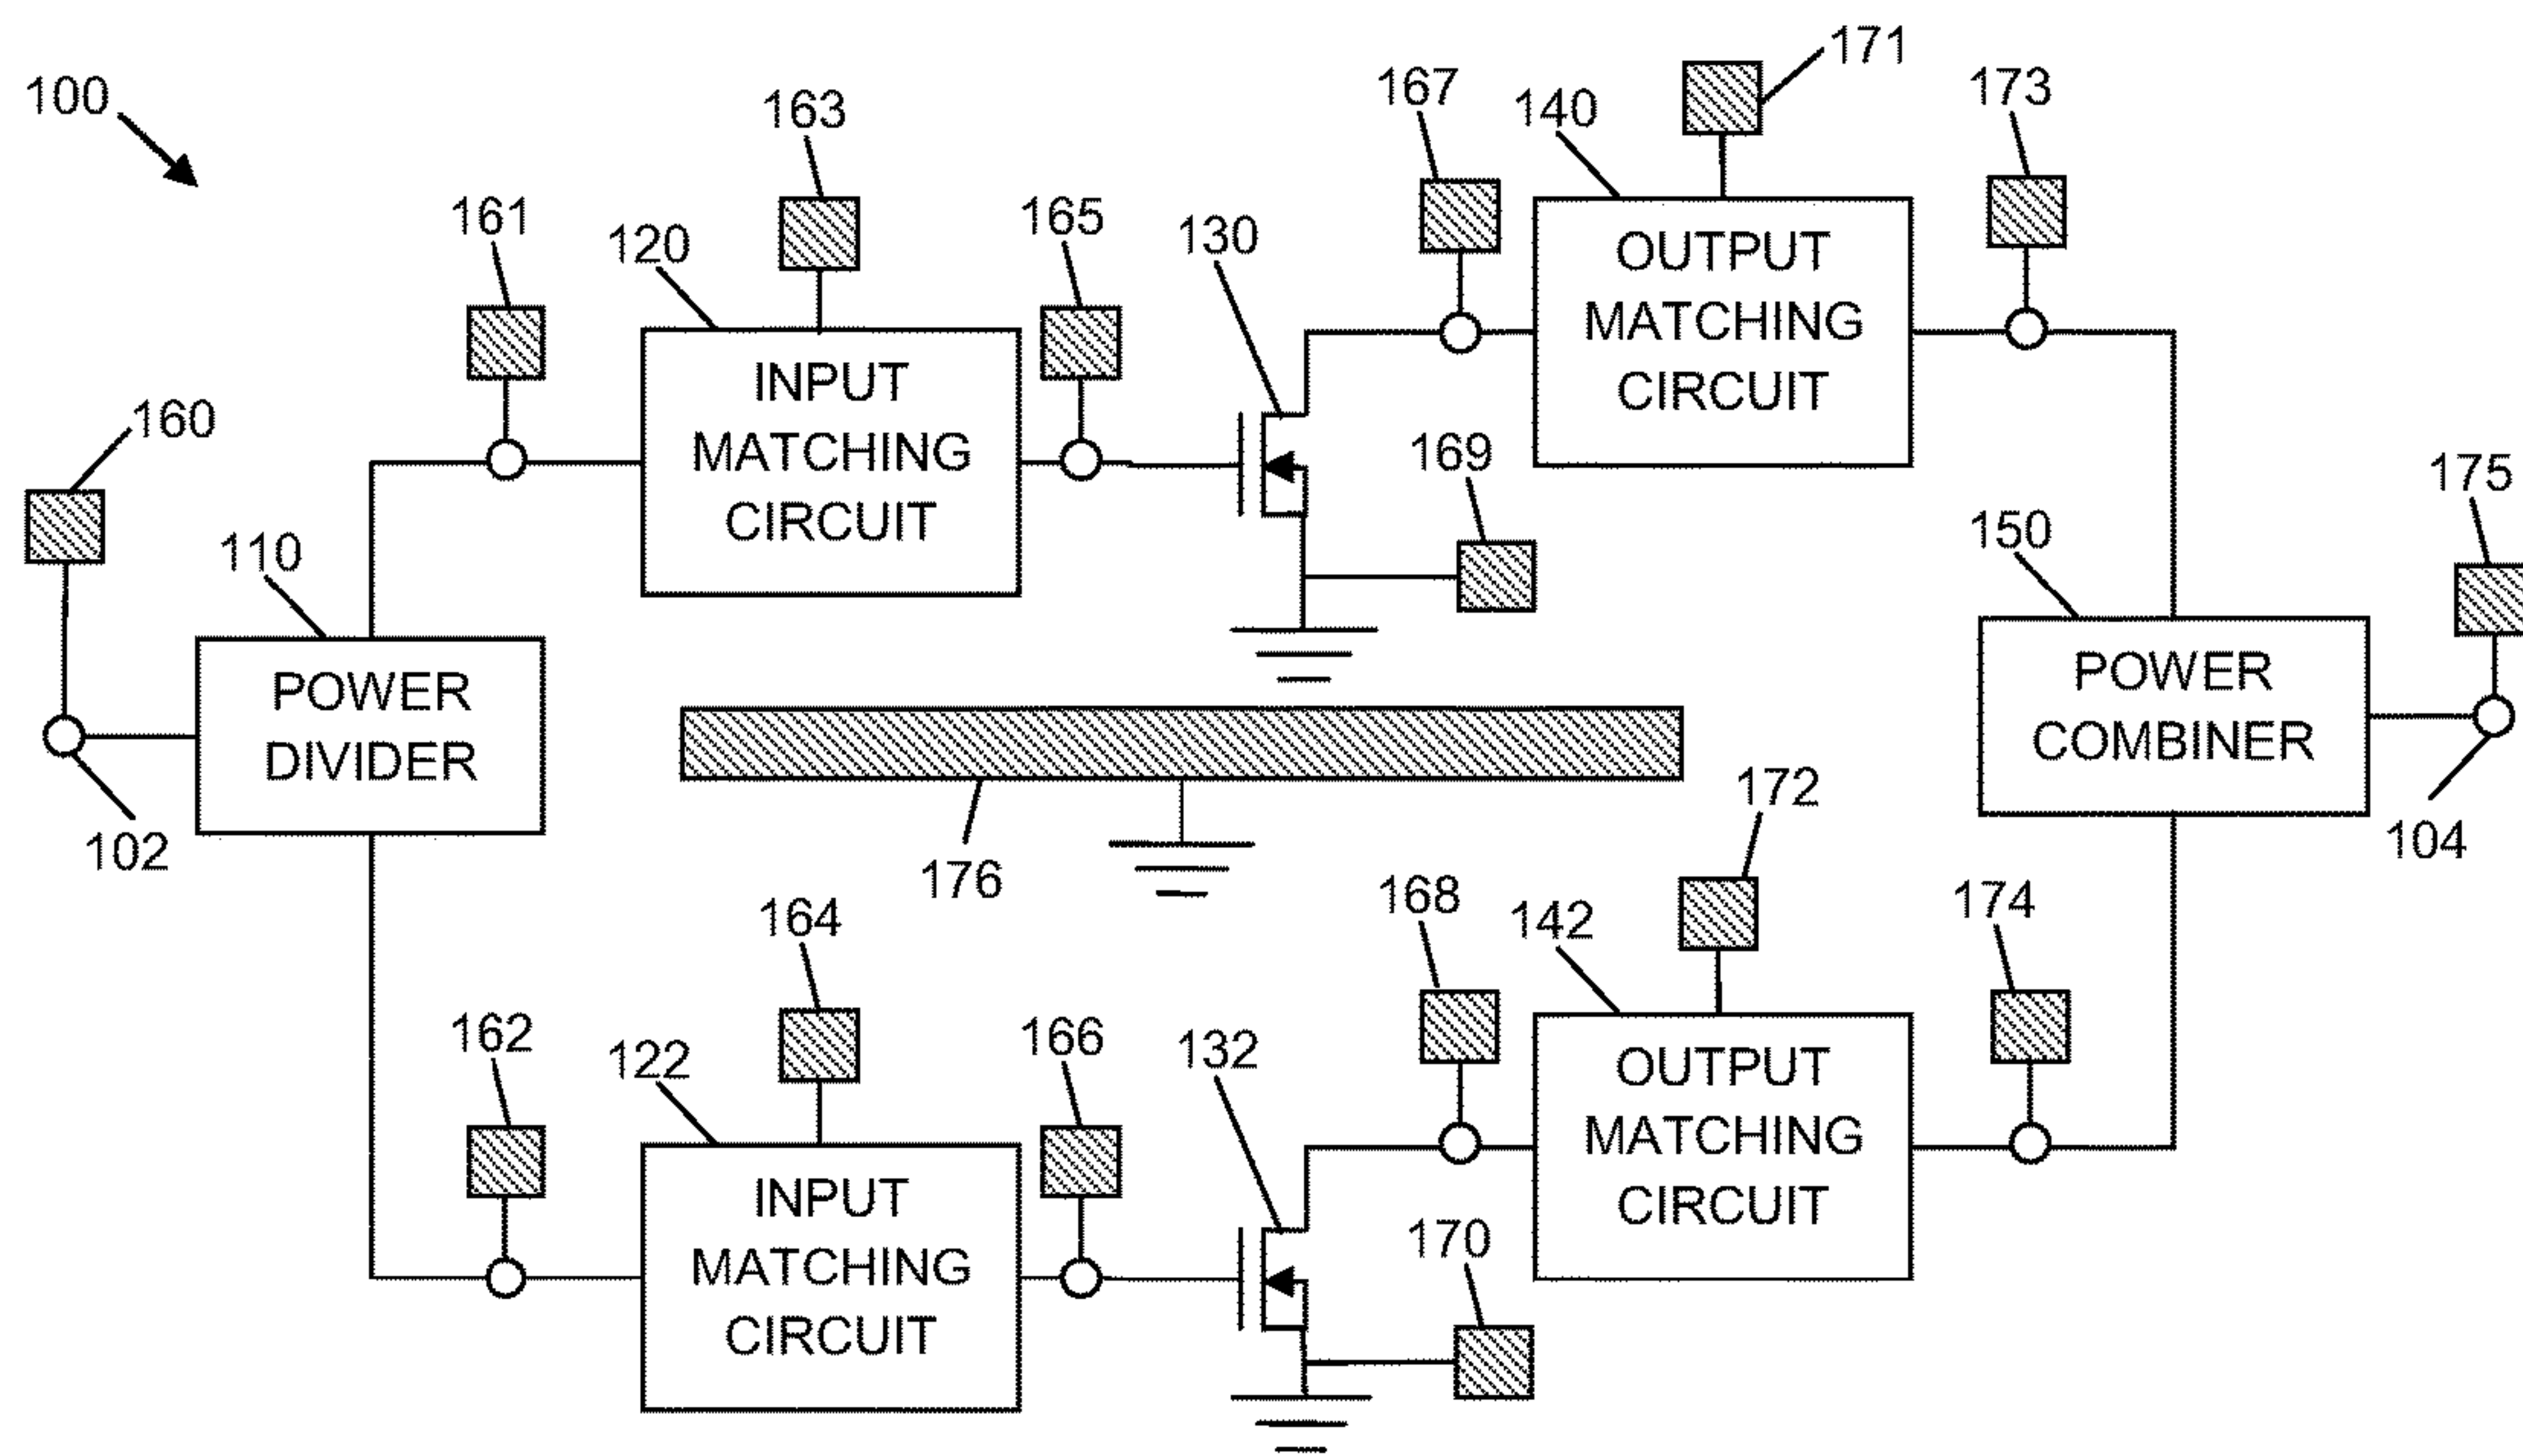 100
171
167
140
173
163
161
120
165
130
OUTPUT
MATCHING
CIRCUIT
INPUT
MATCHING
CIRCUIT
160
169
175
110
150
POWER
DIVIDER
POWER
COMBINER
102
176
172
104
164
168
142
174
162
122
166
132
OUTPUT
MATCHING
CIRCUIT
INPUT
MATCHING
CIRCUIT
170